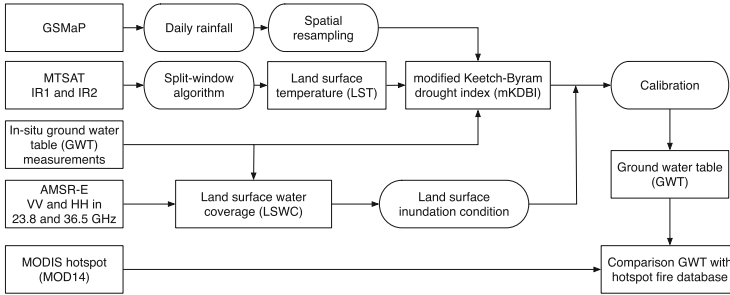 GSMaP
Daily rainfall
Spatial
resampling
MTSAT
IR1 and IR2
Split-window
algorithm
Land surface
temperature (LST)
modified Keetch-Byram
drought index (mKDBI)
Calibration
In-situ ground water
table (GWT)
measurements
Ground water table
(GWT)
AMSR-E
VV and HH in
23.8 and 36.5 GHz
Land surface water
coverage (LSWC)
Land surface
inundation condition
MODIS hotspot
(MOD14)
Comparison GWT with
hotspot fire database